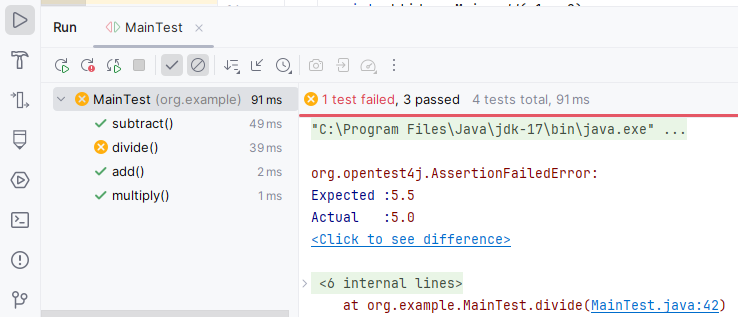 Run MainTest
MainTest (org.example) 91 ms
subtract() 49 ms
divide() 39 ms
add() 2 ms
multiply() 1 ms
1 test failed, 3 passed 4 tests total, 91 ms
"C:\Program Files\Java\jdk-17\bin\java.exe" ...
org.opentest4j.AssertionFailedError:
Expected :5.5
Actual   :5.0
<Click to see difference>
<6 internal lines>
at org.example.MainTest.divide(MainTest.java:42)